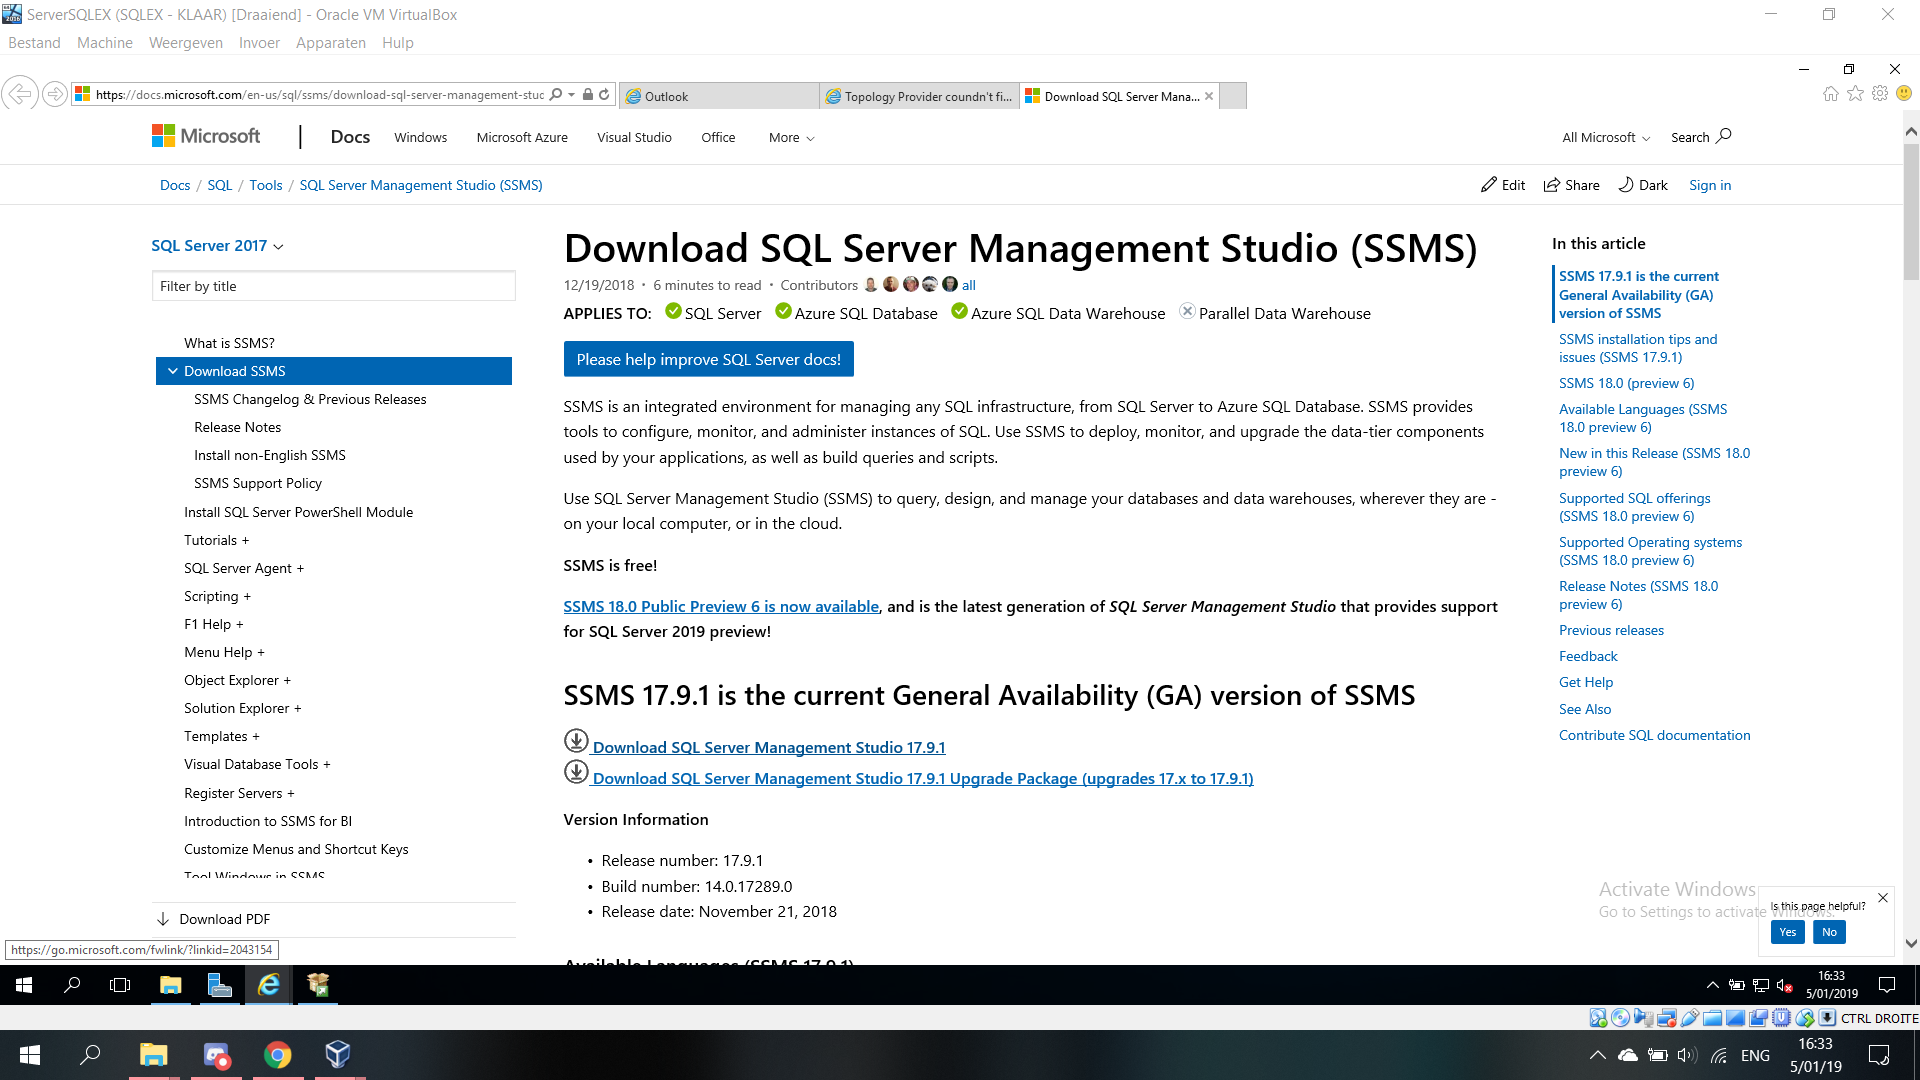 ServerSQLEX (SQLEX - KLAAR) [Draaiend] - Oracle VM VirtualBox
Bestand Machine Weergeven Invoer Apparaten Hulp
https://docs.microsoft.com/en-us/sql/ssms/download-sql-server-management-stuc
Outlook
Topology Provider coundn't fi...
Download SQL Server Mana...
Microsoft
Docs
Windows Microsoft Azure Visual Studio Office More
All Microsoft Search
Docs / SQL / Tools / SQL Server Management Studio (SSMS)
Edit Share Dark Sign in
SQL Server 2017
Filter by title
What is SSMS?
Download SSMS
SSMS Changelog & Previous Releases
Release Notes
Install non-English SSMS
SSMS Support Policy
Install SQL Server PowerShell Module
Tutorials +
SQL Server Agent +
Scripting +
F1 Help +
Menu Help +
Object Explorer +
Solution Explorer +
Templates +
Visual Database Tools +
Register Servers +
Introduction to SSMS for BI
Customize Menus and Shortcut Keys
Tool Windows in SSMS
Download PDF
https://go.microsoft.com/fwlink/?linkid=2043154
Download SQL Server Management Studio (SSMS)
12/19/2018 • 6 minutes to read • Contributors all
APPLIES TO: SQL Server Azure SQL Database Azure SQL Data Warehouse Parallel Data Warehouse
Please help improve SQL Server docs!
SSMS is an integrated environment for managing any SQL infrastructure, from SQL Server to Azure SQL Database. SSMS provides
tools to configure, monitor, and administer instances of SQL. Use SSMS to deploy, monitor, and upgrade the data-tier components
used by your applications, as well as build queries and scripts.
Use SQL Server Management Studio (SSMS) to query, design, and manage your databases and data warehouses, wherever they are -
on your local computer, or in the cloud.
SSMS is free!
SSMS 18.0 Public Preview 6 is now available, and is the latest generation of SQL Server Management Studio that provides support
for SQL Server 2019 preview!
SSMS 17.9.1 is the current General Availability (GA) version of SSMS
Download SQL Server Management Studio 17.9.1
Download SQL Server Management Studio 17.9.1 Upgrade Package (upgrades 17.x to 17.9.1)
Version Information
• Release number: 17.9.1
• Build number: 14.0.17289.0
• Release date: November 21, 2018
Available Languages (SSMS 17.9.1)
In this article
SSMS 17.9.1 is the current
General Availability (GA)
version of SSMS
SSMS installation tips and
issues (SSMS 17.9.1)
SSMS 18.0 (preview 6)
Available Languages (SSMS
18.0 preview 6)
New in this Release (SSMS 18.0
preview 6)
Supported SQL offerings
(SSMS 18.0 preview 6)
Supported Operating systems
(SSMS 18.0 preview 6)
Release Notes (SSMS 18.0
preview 6)
Previous releases
Feedback
Get Help
See Also
Contribute SQL documentation
Activate Windows
Go to Settings to activate Windows.
Is this page helpful?
Yes No
16:33
5/01/2019
CTRL DROITE
ENG
16:33
5/01/19